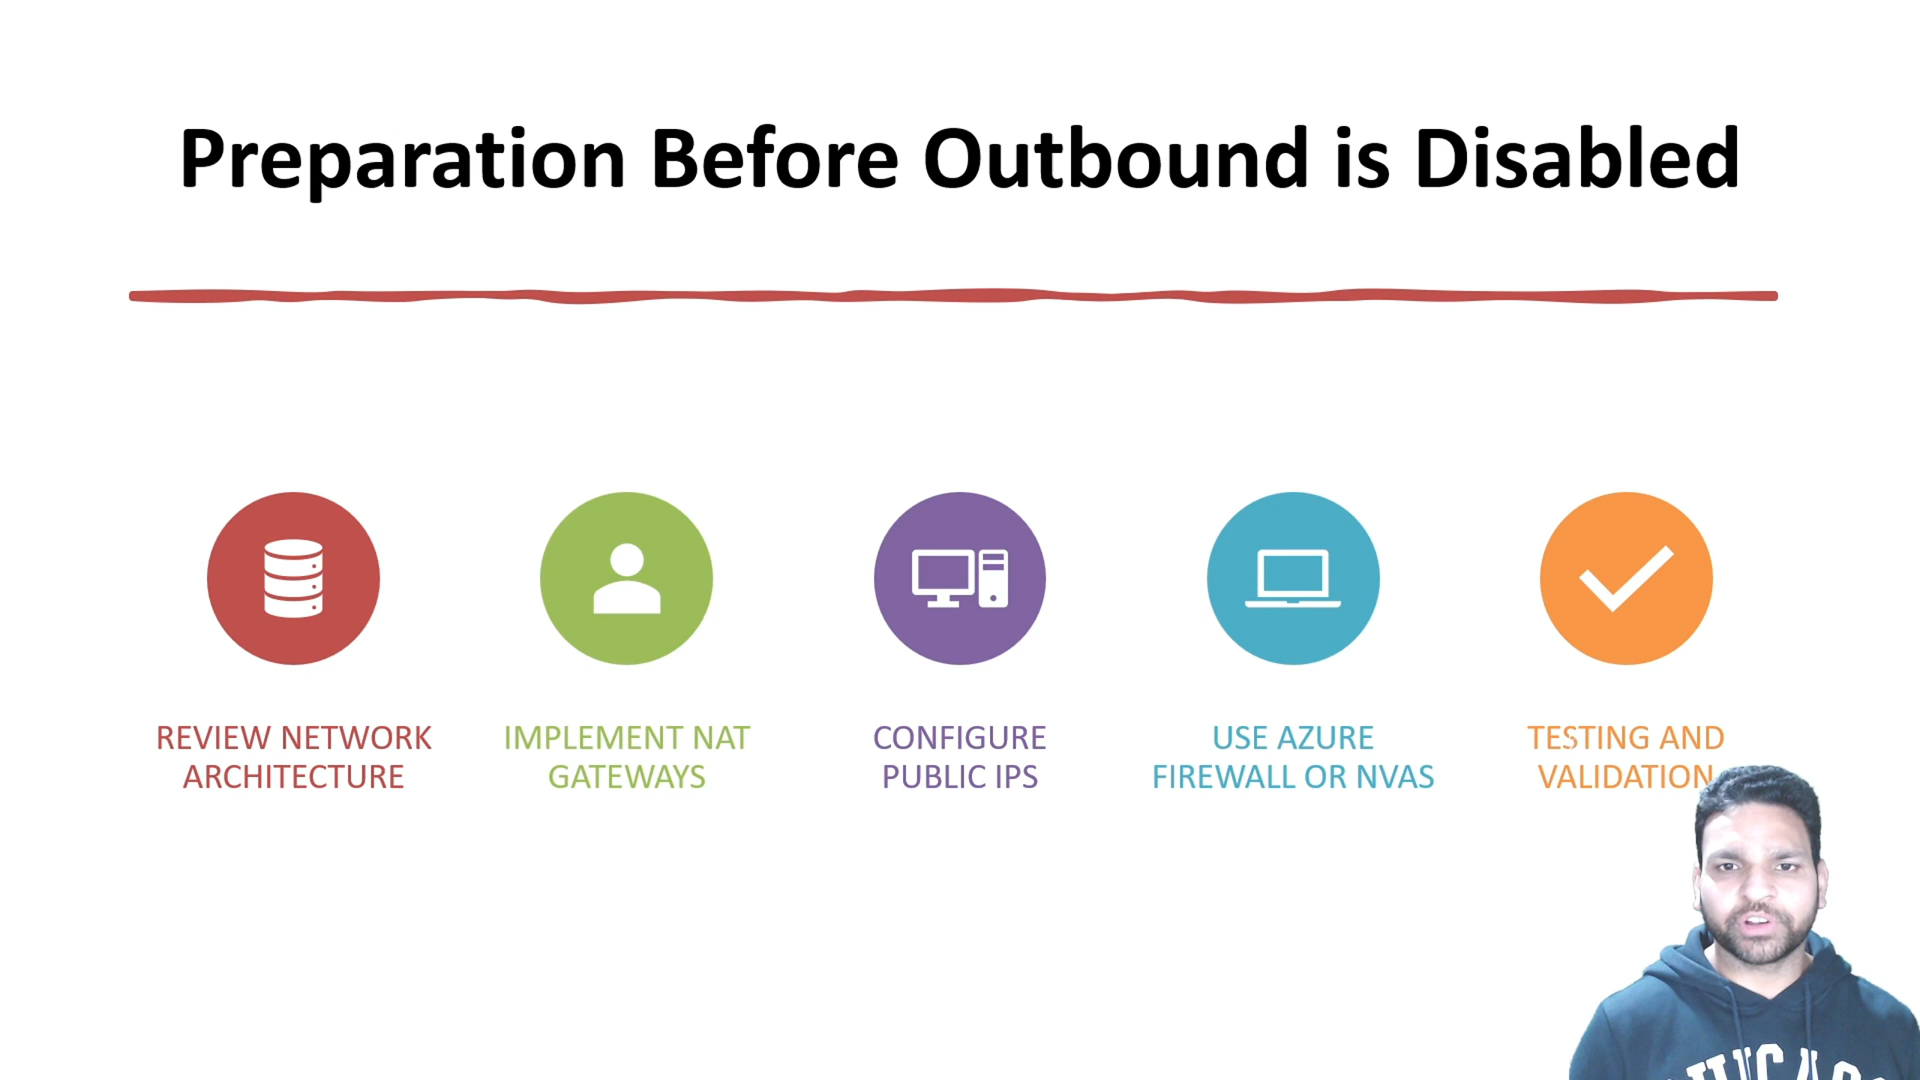 Preparation Before Outbound is Disabled
REVIEW NETWORK
ARCHITECTURE
IMPLEMENT NAT
GATEWAYS
CONFIGURE
PUBLIC IPS
USE AZURE
FIREWALL OR NVAS
TESTING AND
VALIDATION